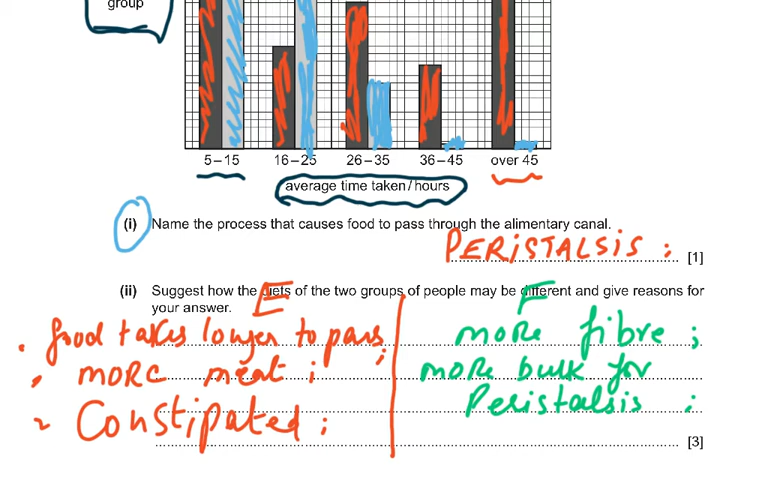 group
5–15 16–25 26–35 36–45 over 45
average time taken / hours
(i) Name the process that causes food to pass through the alimentary canal.
PERISTALSIS ; [1]
(ii) Suggest how the diets of the two groups of people may be different and give reasons for
your answer.
E F
. food takes longer to pass ; more fibre ;
, MORE meat ; more bulk for
Constipated ; Peristalsis ;
[3]